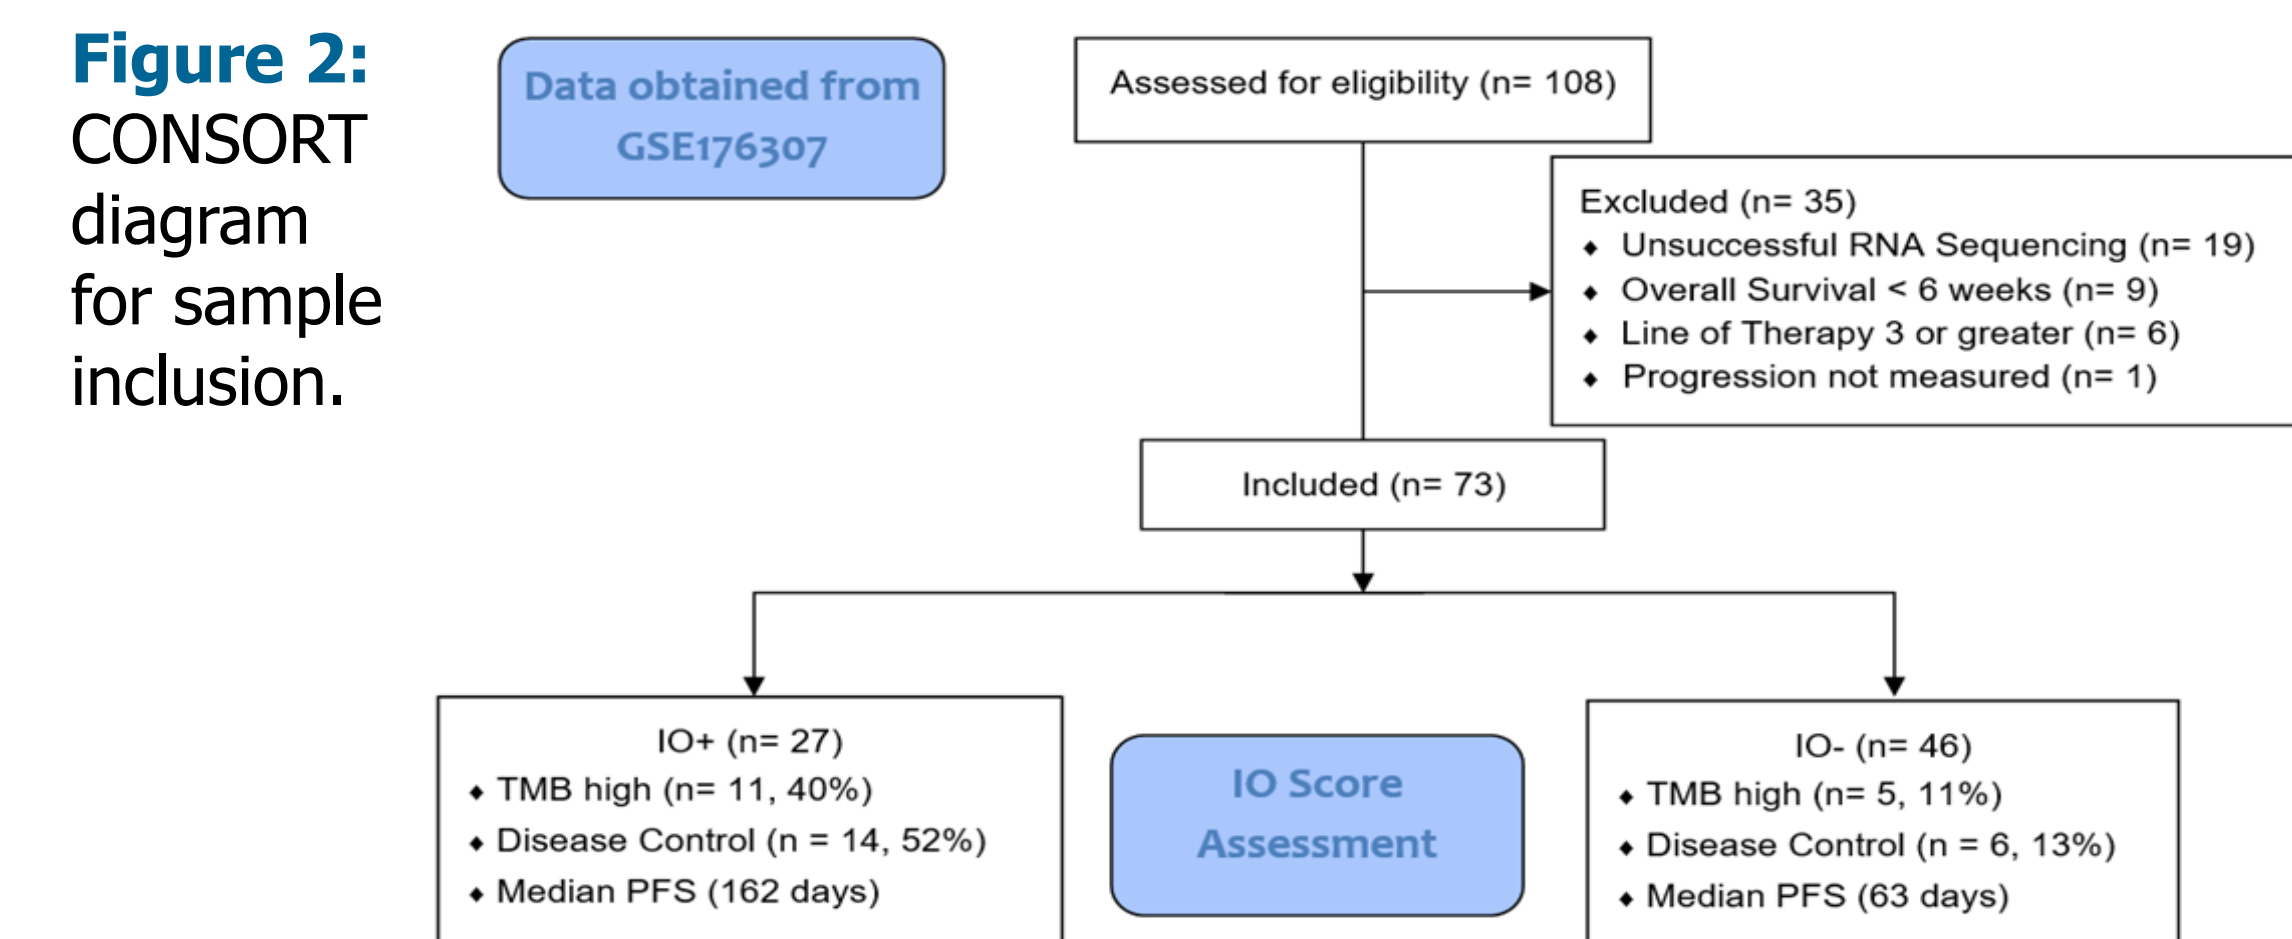 Figure 2:
CONSORT
diagram
for sample
inclusion.
Data obtained from
GSE176307
Assessed for eligibility (n= 108)
Excluded (n= 35)
⬥ Unsuccessful RNA Sequencing (n= 19)
⬥ Overall Survival < 6 weeks (n= 9)
⬥ Line of Therapy 3 or greater (n= 6)
⬥ Progression not measured (n= 1)
Included (n= 73)
IO+ (n= 27)
⬥ TMB high (n= 11, 40%)
⬥ Disease Control (n = 14, 52%)
⬥ Median PFS (162 days)
IO Score
Assessment
IO- (n= 46)
⬥ TMB high (n= 5, 11%)
⬥ Disease Control (n = 6, 13%)
⬥ Median PFS (63 days)